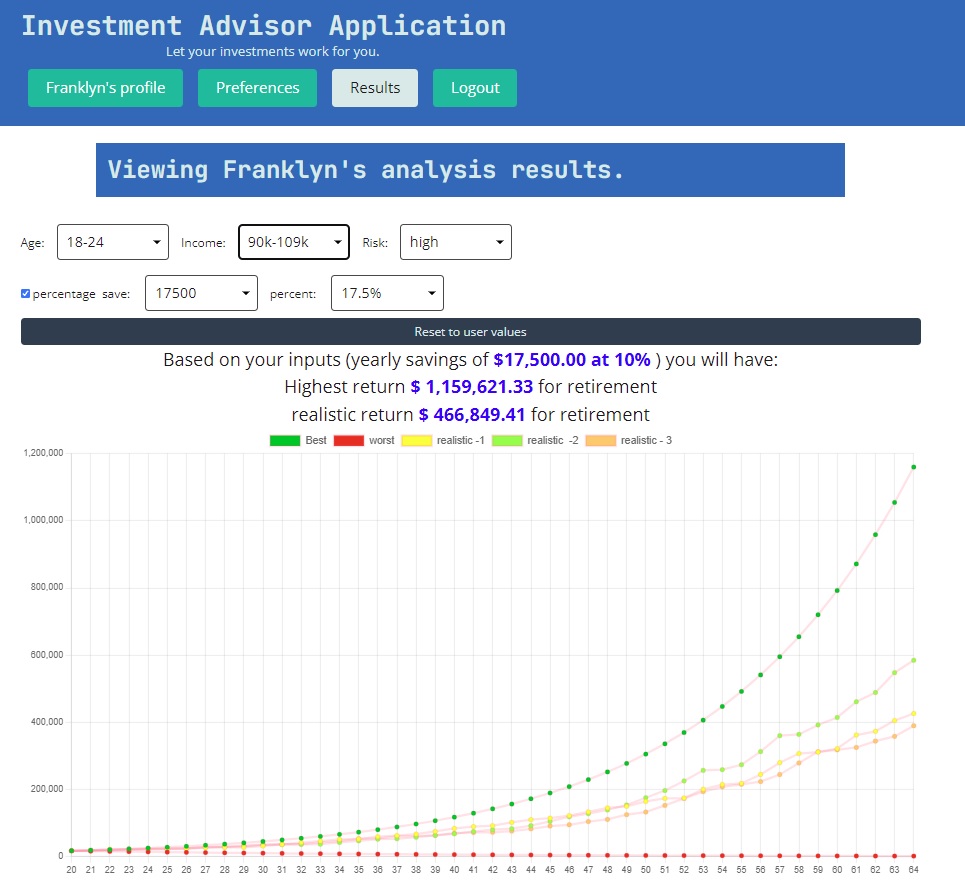 Investment Advisor Application
Let your investments work for you.
Franklyn's profile Preferences Results Logout
Viewing Franklyn's analysis results.
Age: 18-24 Income: 90k-109k Risk: high
percentage save: 17500 percent: 17.5%
Reset to user values
Based on your inputs (yearly savings of $17,500.00 at 10% ) you will have:
Highest return $ 1,159,621.33 for retirement
realistic return $ 466,849.41 for retirement
Best worst realistic -1 realistic -2 realistic - 3
1,200,000
1,000,000
800,000
600,000
400,000
200,000
0
20 21 22 23 24 25 26 27 28 29 30 31 32 33 34 35 36 37 38 39 40 41 42 43 44 45 46 47 48 49 50 51 52 53 54 55 56 57 58 59 60 61 62 63 64